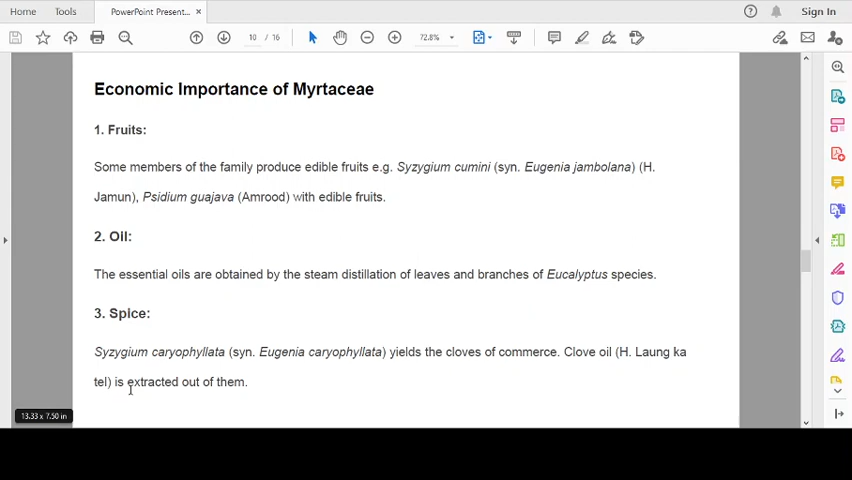 Home Tools PowerPoint Present... × Sign In
10 / 16 72.8%
Economic Importance of Myrtaceae
1. Fruits:
Some members of the family produce edible fruits e.g. Syzygium cumini (syn. Eugenia jambolana) (H.
Jamun), Psidium guajava (Amrood) with edible fruits.
2. Oil:
The essential oils are obtained by the steam distillation of leaves and branches of Eucalyptus species.
3. Spice:
Syzygium caryophyllata (syn. Eugenia caryophyllata) yields the cloves of commerce. Clove oil (H. Laung ka
tel) is extracted out of them.
13.33 x 7.50 in